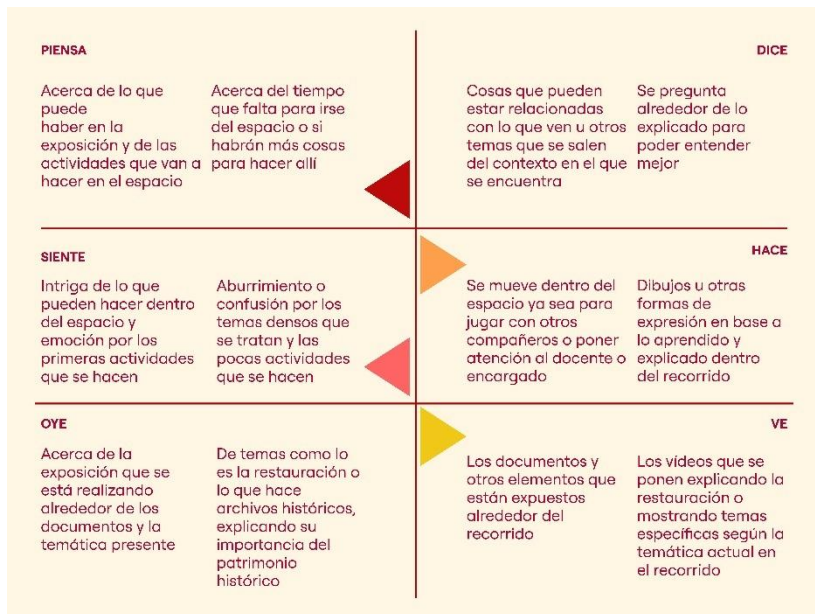 PIENSA
Acerca de lo que
puede
haber en la
exposición y de las
actividades que van a
hacer en el espacio
Acerca del tiempo
que falta para irse
del espacio o si
habrán más cosas
para hacer allí
DICE
Cosas que pueden
estar relacionadas
con lo que ven u otros
temas que se salen
del contexto en el que
se encuentra
Se pregunta
alrededor de lo
explicado para
poder entender
mejor
SIENTE
Intriga de lo que
pueden hacer dentro
del espacio y
emoción por los
primeras actividades
que se hacen
Aburrimiento o
confusión por los
temas densos que
se tratan y las
pocas actividades
que se hacen
HACE
Se mueve dentro del
espacio ya sea para
jugar con otros
compañeros o poner
atención al docente o
encargado
Dibujos u otras
formas de
expresión en base a
lo aprendido y
explicado dentro
del recorrido
OYE
Acerca de la
exposición que se
está realizando
alrededor de los
documentos y la
temática presente
De temas como lo
es la restauración o
lo que hace
archivos históricos,
explicando su
importancia del
patrimonio
histórico
VE
Los documentos y
otros elementos que
están expuestos
alrededor del
recorrido
Los vídeos que se
ponen explicando la
restauración o
mostrando temas
específicas según la
temática actual en
el recorrido